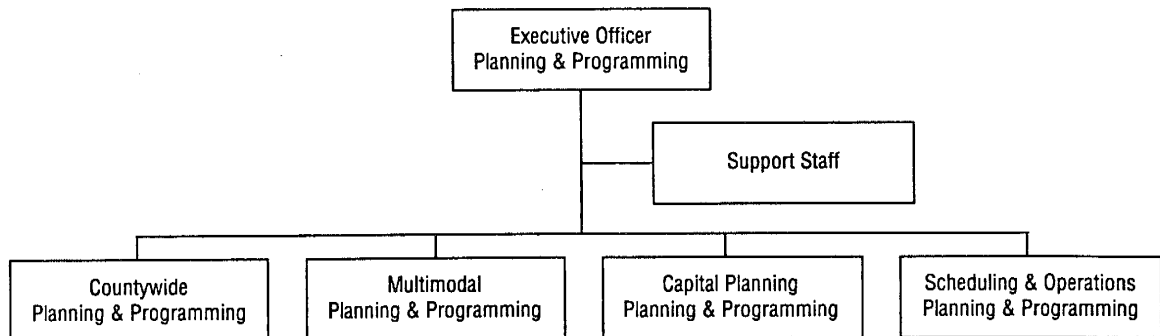 Executive Officer
Planning & Programming
Support Staff
Countywide
Planning & Programming
Multimodal
Planning & Programming
Capital Planning
Planning & Programming
Scheduling & Operations
Planning & Programming